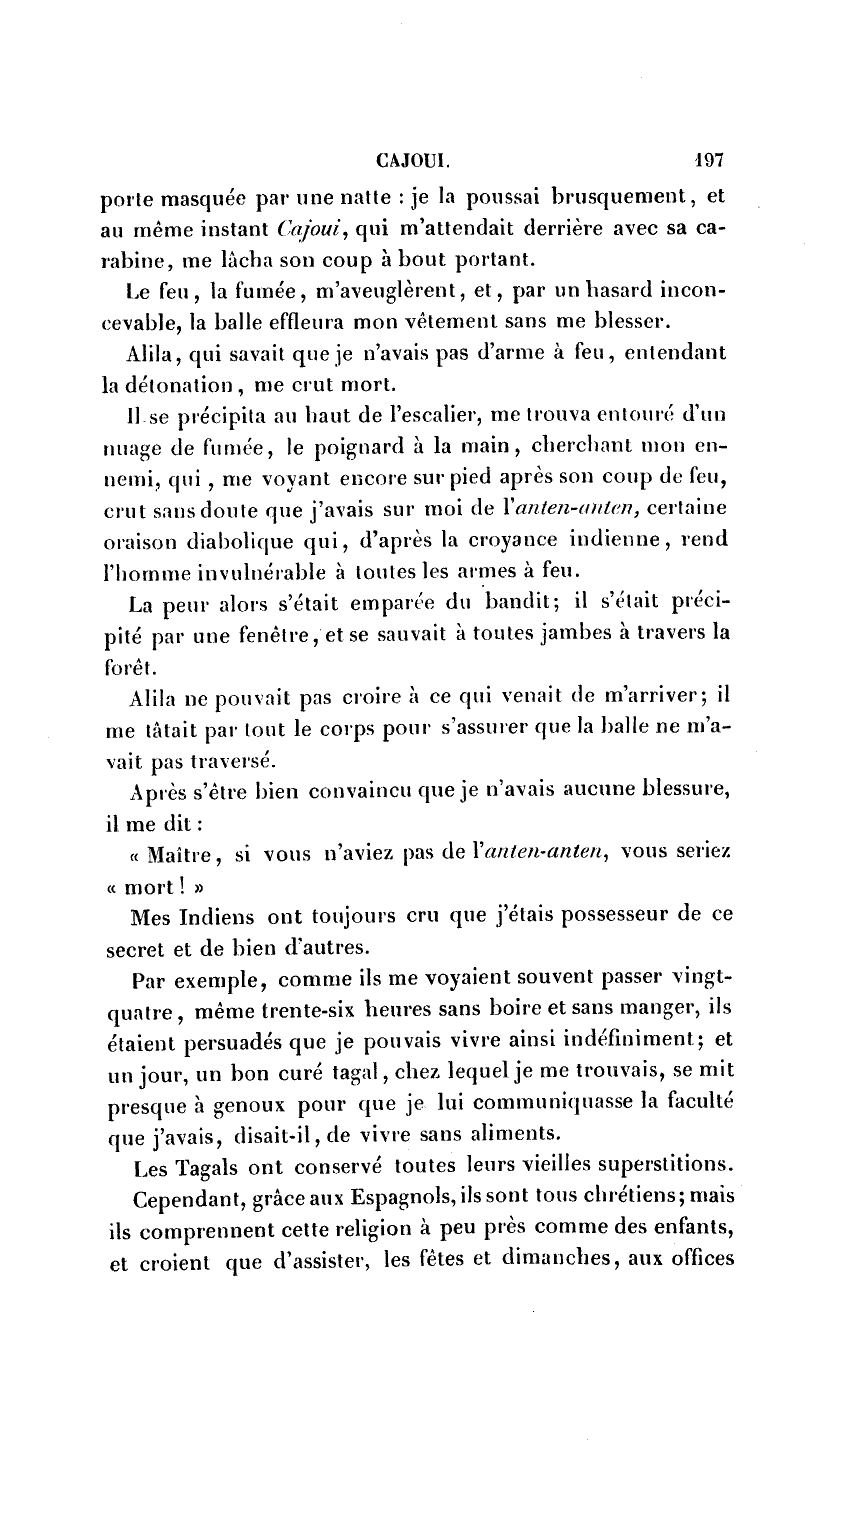 CAJOUI. 197
porte masquée par une natte : je la poussai brusquement, et
au même instant Cajoui, qui m'attendait derrière avec sa ca-
rabine, me lâcha son coup à bout portant.
Le feu, la fumée, m'aveuglèrent, et, par un hasard incon-
cevable, la balle effleura mon vêtement sans me blesser.
Alila, qui savait que je n'avais pas d'arme à feu, entendant
la détonation, me crut mort.
Il se précipita au haut de l'escalier, me trouva entouré d'un
nuage de fumée, le poignard à la main, cherchant mon en-
nemi, qui, me voyant encore sur pied après son coup de feu,
crut sans doute que j'avais sur moi de l'anten-anten, certaine
oraison diabolique qui, d'après la croyance indienne, rend
l'homme invulnérable à toutes les armes à feu.
La peur alors s'était emparée du bandit; il s'était préci-
pité par une fenêtre, et se sauvait à toutes jambes à travers la
forêt.
Alila ne pouvait pas croire à ce qui venait de m'arriver; il
me tâtait par tout le corps pour s'assurer que la balle ne m'a-
vait pas traversé.
Après s'être bien convaincu que je n'avais aucune blessure,
il me dit :
« Maître, si vous n'aviez pas de l'anten-anten, vous seriez
« mort ! »
Mes Indiens ont toujours cru que j'étais possesseur de ce
secret et de bien d'autres.
Par exemple, comme ils me voyaient souvent passer vingt-
quatre, même trente-six heures sans boire et sans manger, ils
étaient persuadés que je pouvais vivre ainsi indéfiniment; et
un jour, un bon curé tagal, chez lequel je me trouvais, se mit
presque à genoux pour que je lui communiquasse la faculté
que j'avais, disait-il, de vivre sans aliments.
Les Tagals ont conservé toutes leurs vieilles superstitions.
Cependant, grâce aux Espagnols, ils sont tous chrétiens; mais
ils comprennent cette religion à peu près comme des enfants,
et croient que d'assister, les fêtes et dimanches, aux offices